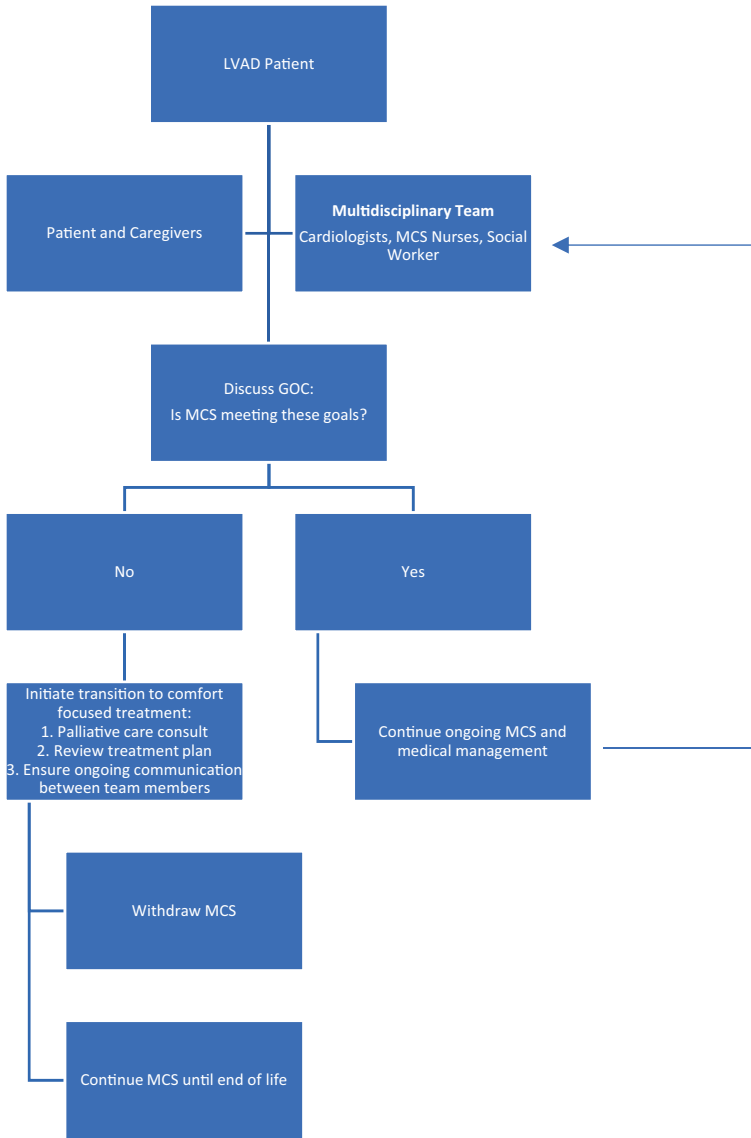 LVAD Patient
Patient and Caregivers
Multidisciplinary Team
Cardiologists, MCS Nurses, Social
Worker
Discuss GOC:
Is MCS meeting these goals?
No
Yes
Initiate transition to comfort
focused treatment:
1. Palliative care consult
2. Review treatment plan
3. Ensure ongoing communication
between team members
Continue ongoing MCS and
medical management
Withdraw MCS
Continue MCS until end of life